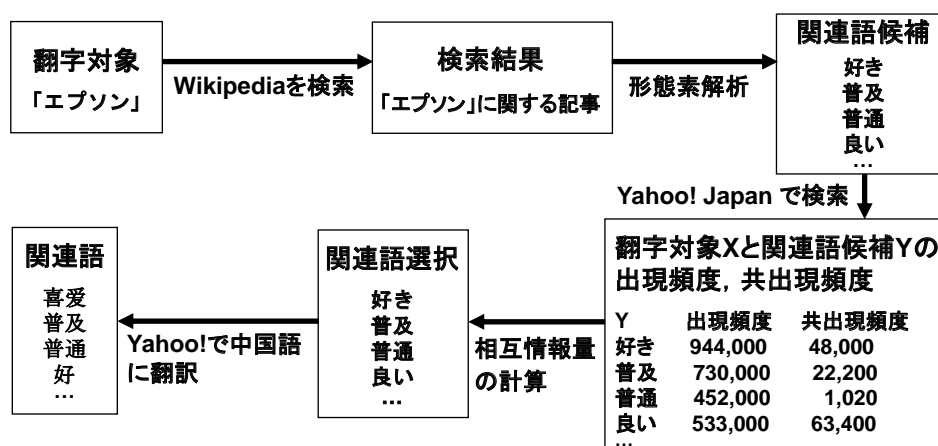 翻字対象
「エプソン」
Wikipediaを検索
検索結果
「エプソン」に関する記事
形態素解析
関連語候補
好き
普及
普通
良い
…
Yahoo! Japan で検索
翻字対象Xと関連語候補Yの
出現頻度, 共出現頻度
Y 出現頻度 共出現頻度
好き 944,000 48,000
普及 730,000 22,200
普通 452,000 1,020
良い 533,000 63,400
…
相互情報量
の計算
関連語選択
好き
普及
普通
良い
…
Yahoo!で中国語
に翻訳
関連語
喜爱
普及
普通
好
…